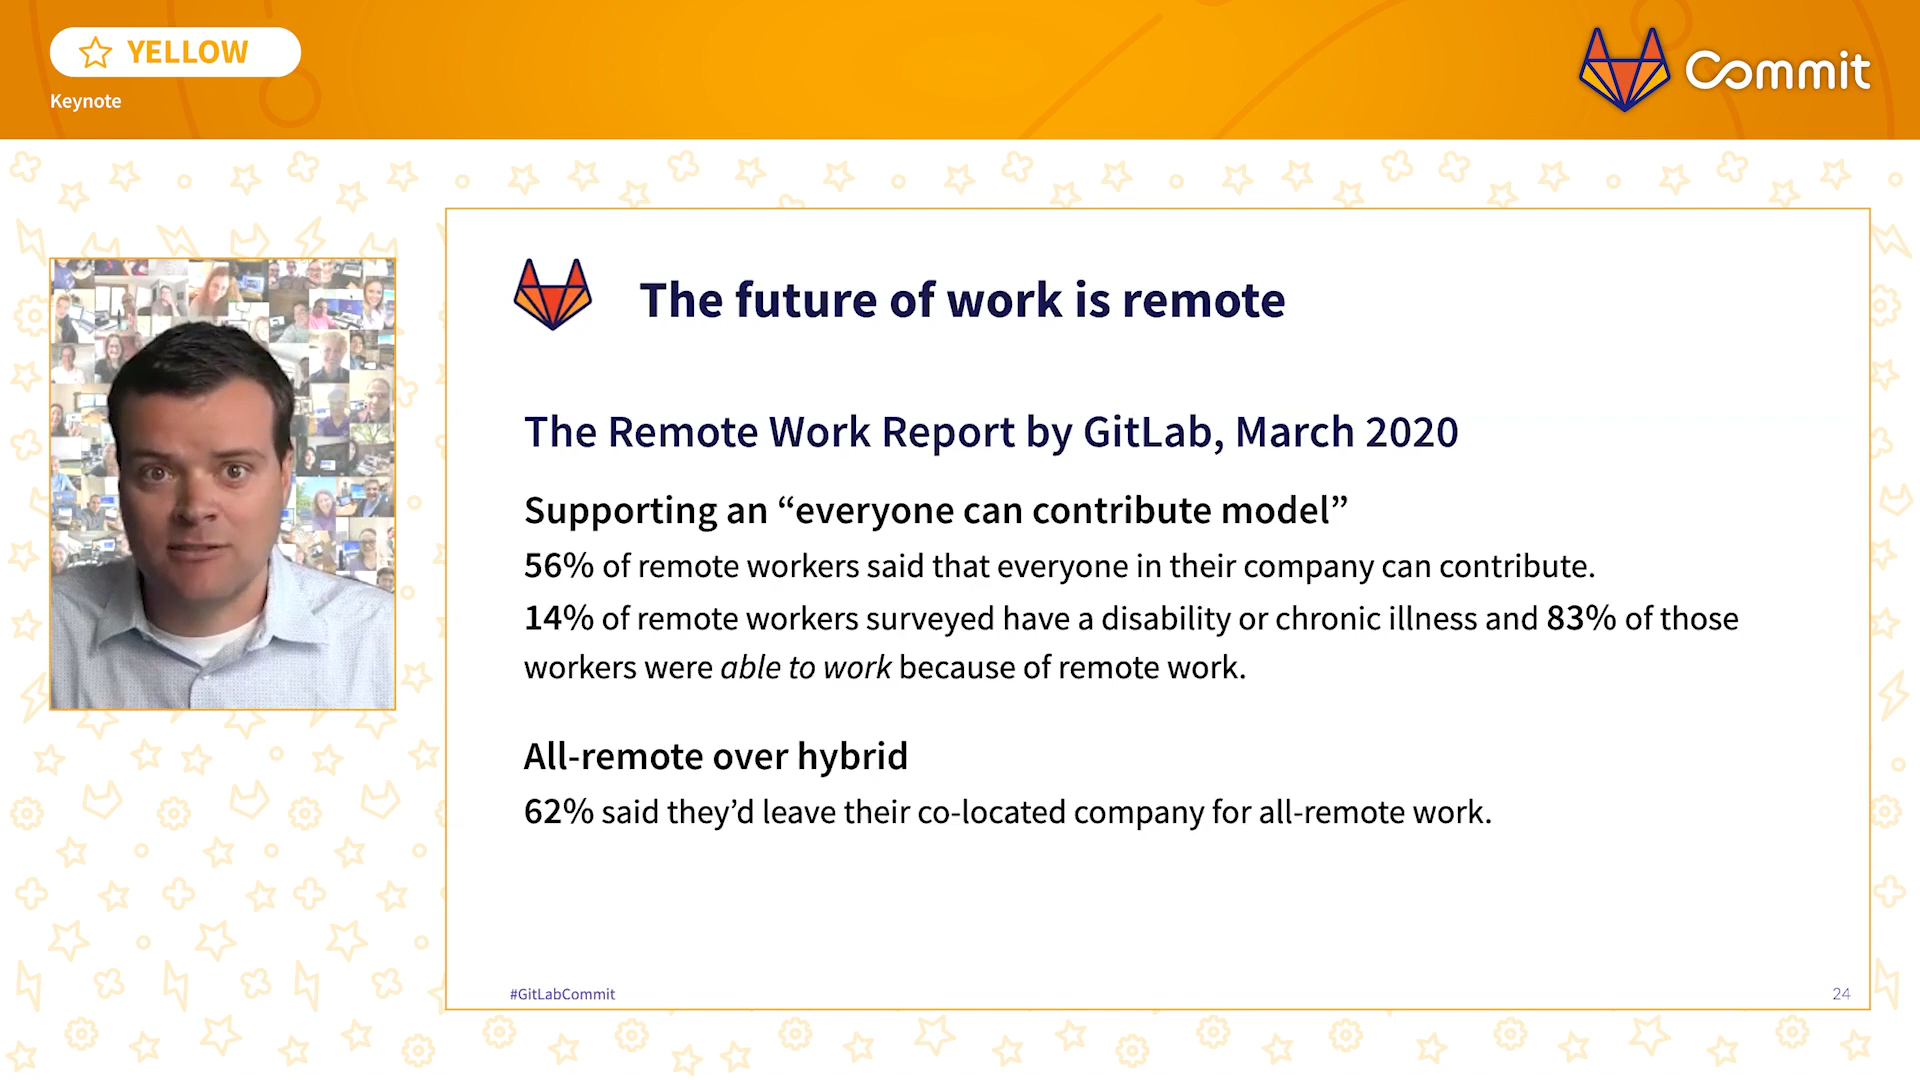 YELLOW
Keynote
Commit
The future of work is remote
The Remote Work Report by GitLab, March 2020
Supporting an “everyone can contribute model”
56% of remote workers said that everyone in their company can contribute.
14% of remote workers surveyed have a disability or chronic illness and 83% of those
workers were able to work because of remote work.
All-remote over hybrid
62% said they’d leave their co-located company for all-remote work.
#GitLabCommit
24